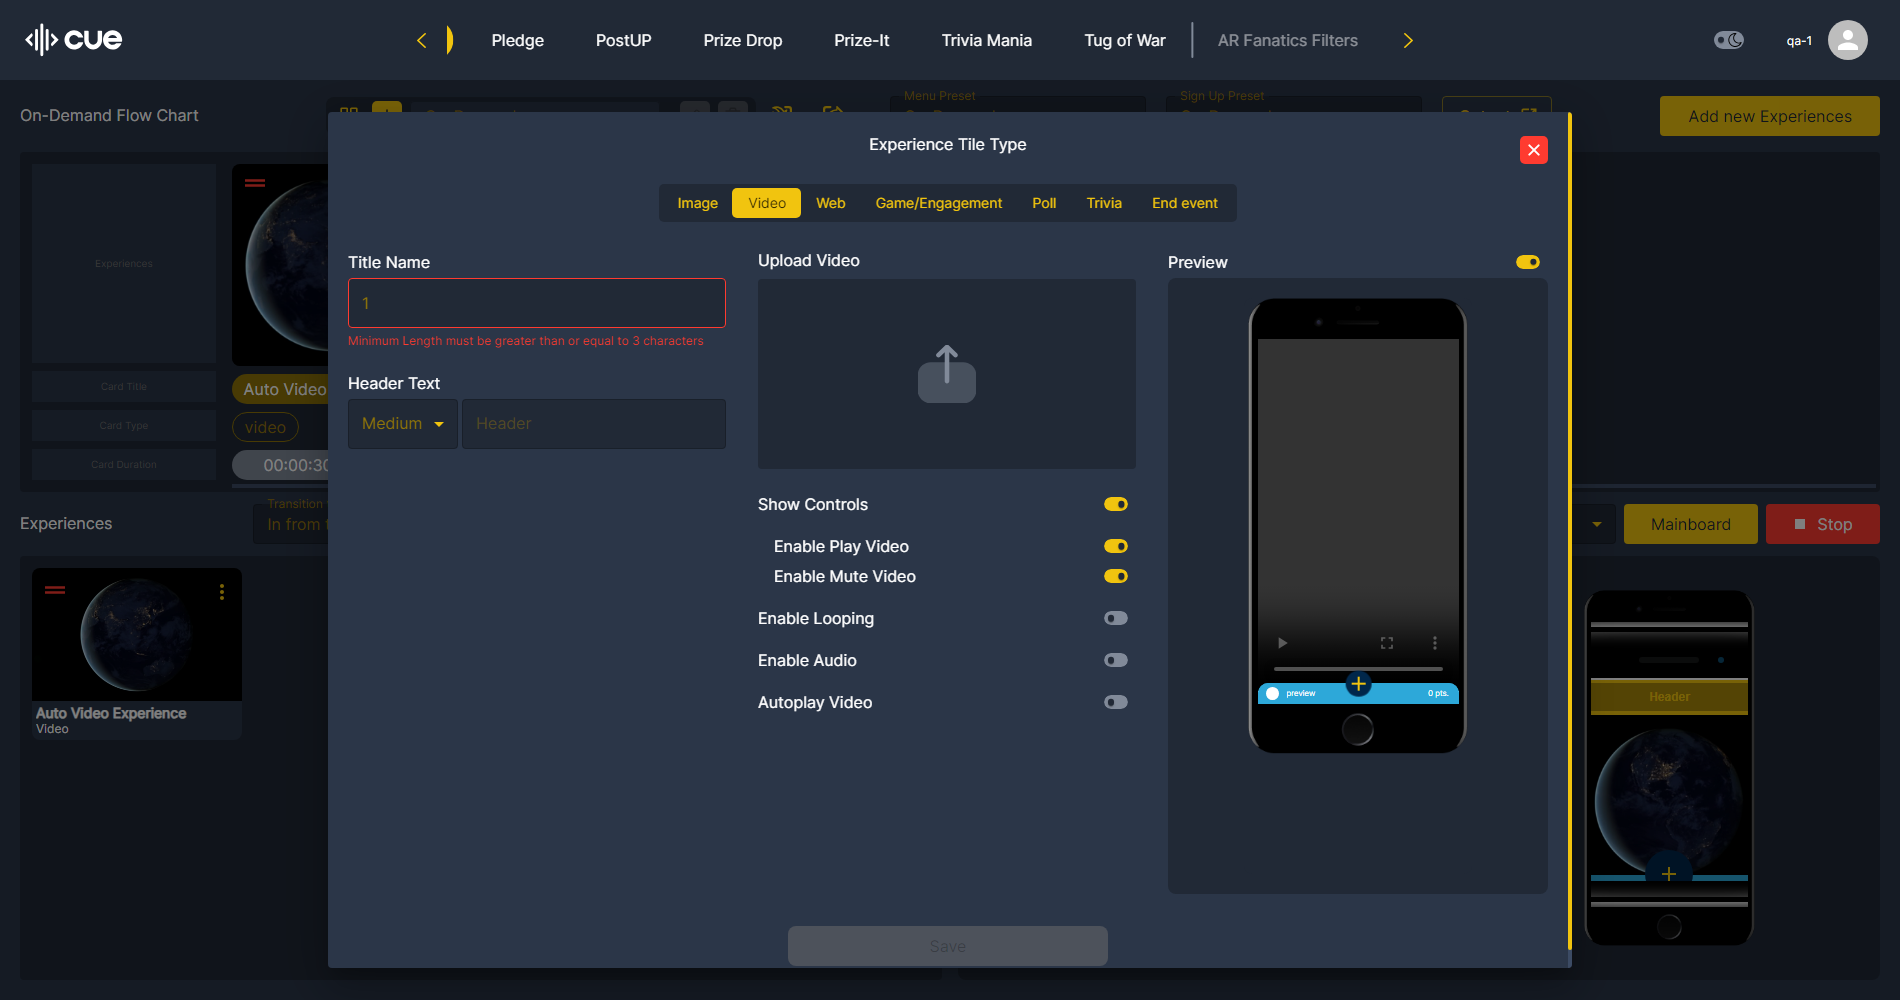 cue
Pledge
PostUP
Prize Drop
Prize-It
Trivia Mania
Tug of War
AR Fanatics Filters
qa-1
On-Demand Flow Chart
Menu Preset
Sign Up Preset
Add new Experiences
Experience Tile Type
Image
Video
Web
Game/Engagement
Poll
Trivia
End event
Experiences
Card Title
Card Type
Card Duration
Auto Video
video
00:00:30
Title Name
1
Minimum Length must be greater than or equal to 3 characters
Header Text
Medium
Header
Upload Video
Show Controls
Enable Play Video
Enable Mute Video
Enable Looping
Enable Audio
Autoplay Video
Preview
preview
0 pts.
Save
Experiences
Transition
In from
Mainboard
Stop
Auto Video Experience
Video
Header